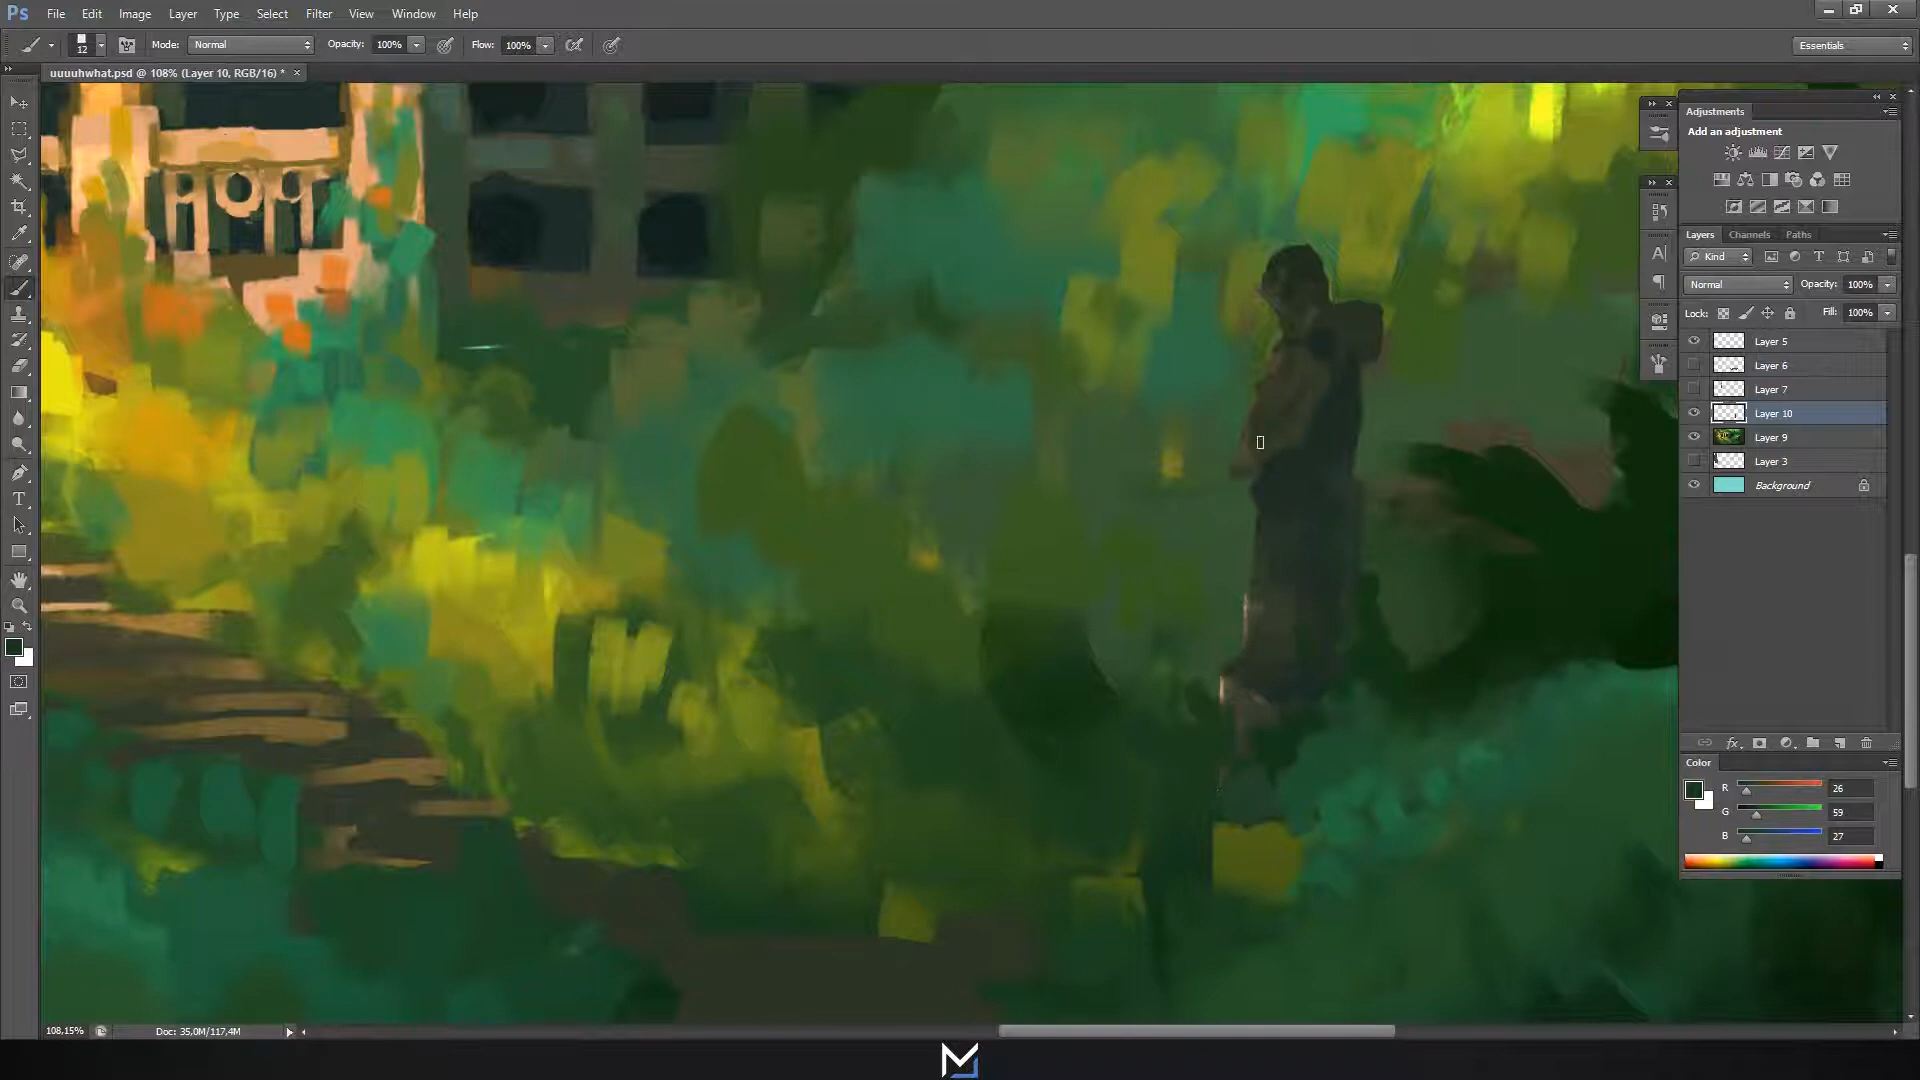 Ps File Edit Image Layer Type Select Filter View Window Help
12 Mode: Normal Opacity: 100% Flow: 100% Essentials
uuuuhwhat.psd @ 108% (Layer 10, RGB/16) *
Adjustments
Add an adjustment
Layers Channels Paths
Kind
Normal Opacity: 100%
Lock: Fill: 100%
Layer 5
Layer 6
Layer 7
Layer 10
Layer 9
Layer 3
Background
fx
Color
R 26
G 59
B 27
108,15% Doc: 35,0M/117,4M